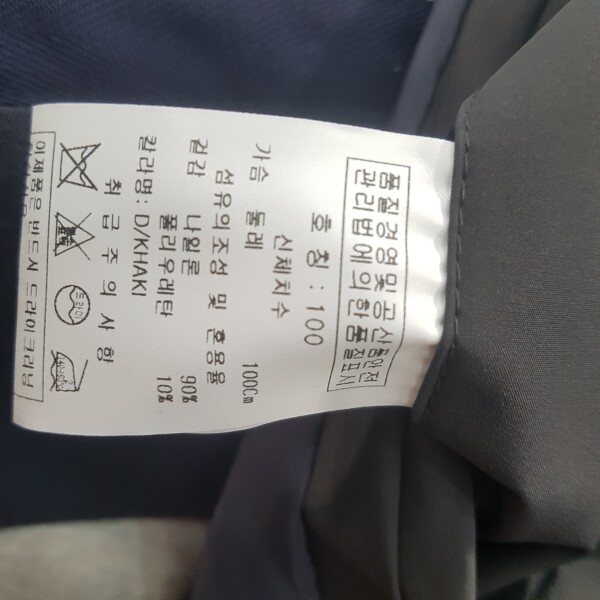 품질경영 및 공산품안전
관리법에 의한 품질표시
호칭 : 100
신체치수
가슴 둘레 100Cm
섬유의 조성 및 혼용율
겉감 나일론 90%
폴리우레탄 10%
칼라명 : D/KHAKI
취급주의사항
드라이
이제품은 반드시 드라이크리닝